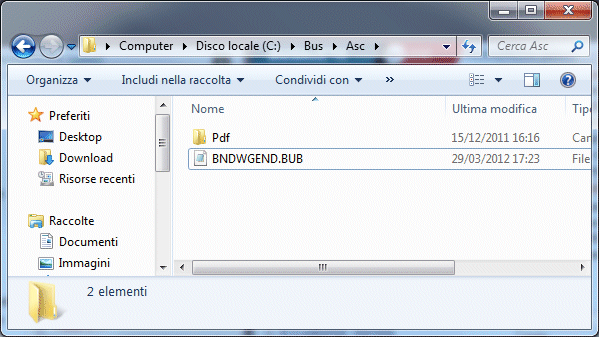 Computer Disco locale (C:) Bus Asc
Cerca Asc
Organizza Includi nella raccolta Condividi con »
Nome Ultima modifica Tipo
Preferiti
Desktop
Download
Risorse recenti
Raccolte
Documenti
Immagini
Pdf 15/12/2011 16:16 Can
BNDWGEND.BUB 29/03/2012 17:23 File
2 elementi